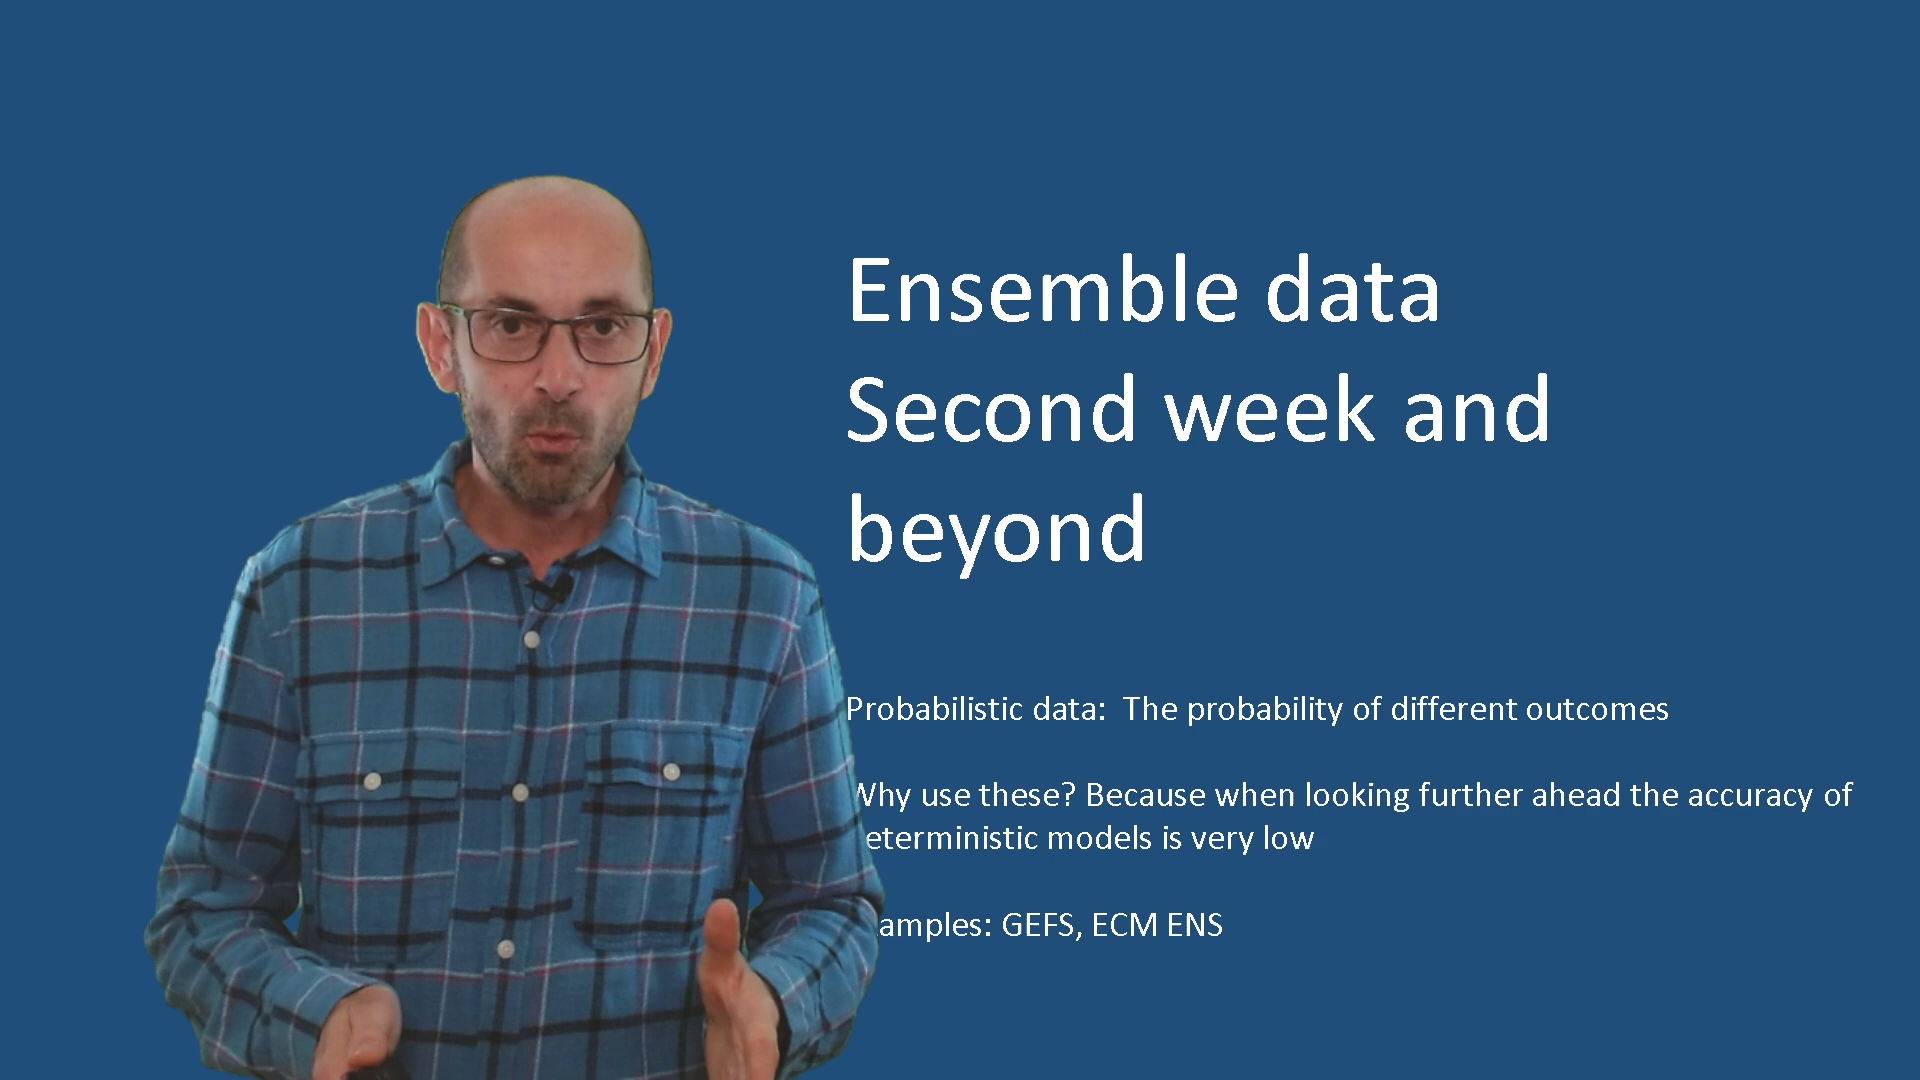 Ensemble data
Second week and
beyond
Probabilistic data:  The probability of different outcomes
Why use these? Because when looking further ahead the accuracy of
eterministic models is very low
amples: GEFS, ECM ENS